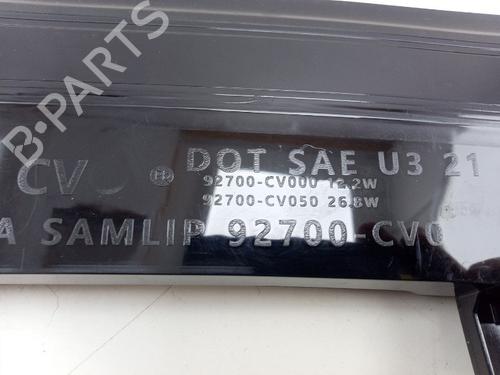 B-PARTS
CV
DOT SAE U3 21
92700-CV000 12.2W
92700-CV050 26.8W
A SAMLIP 92700-CV0